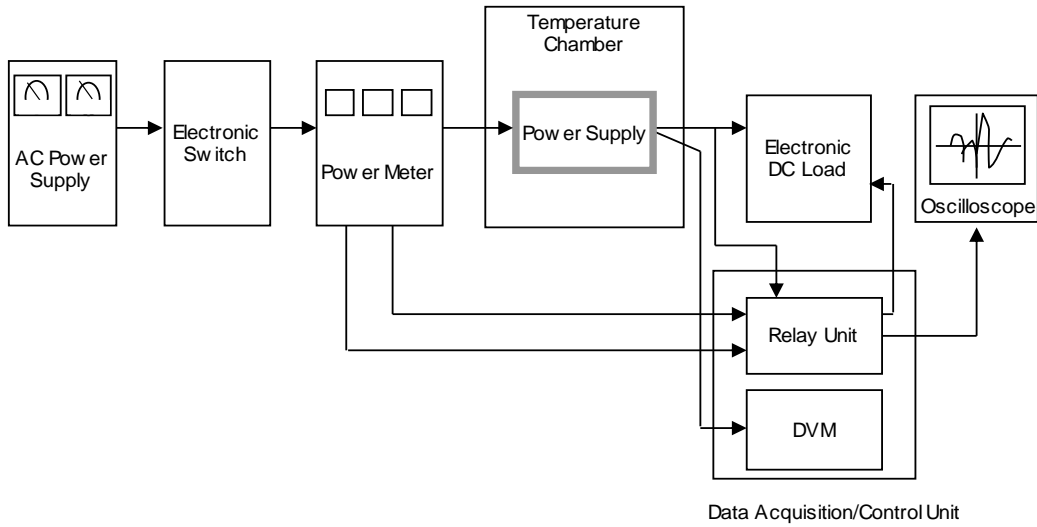 Temperature
Chamber
AC Power
Supply
Electronic
Switch
Power Meter
Power Supply
Electronic
DC Load
Oscilloscope
Relay Unit
DVM
Data Acquisition/Control Unit